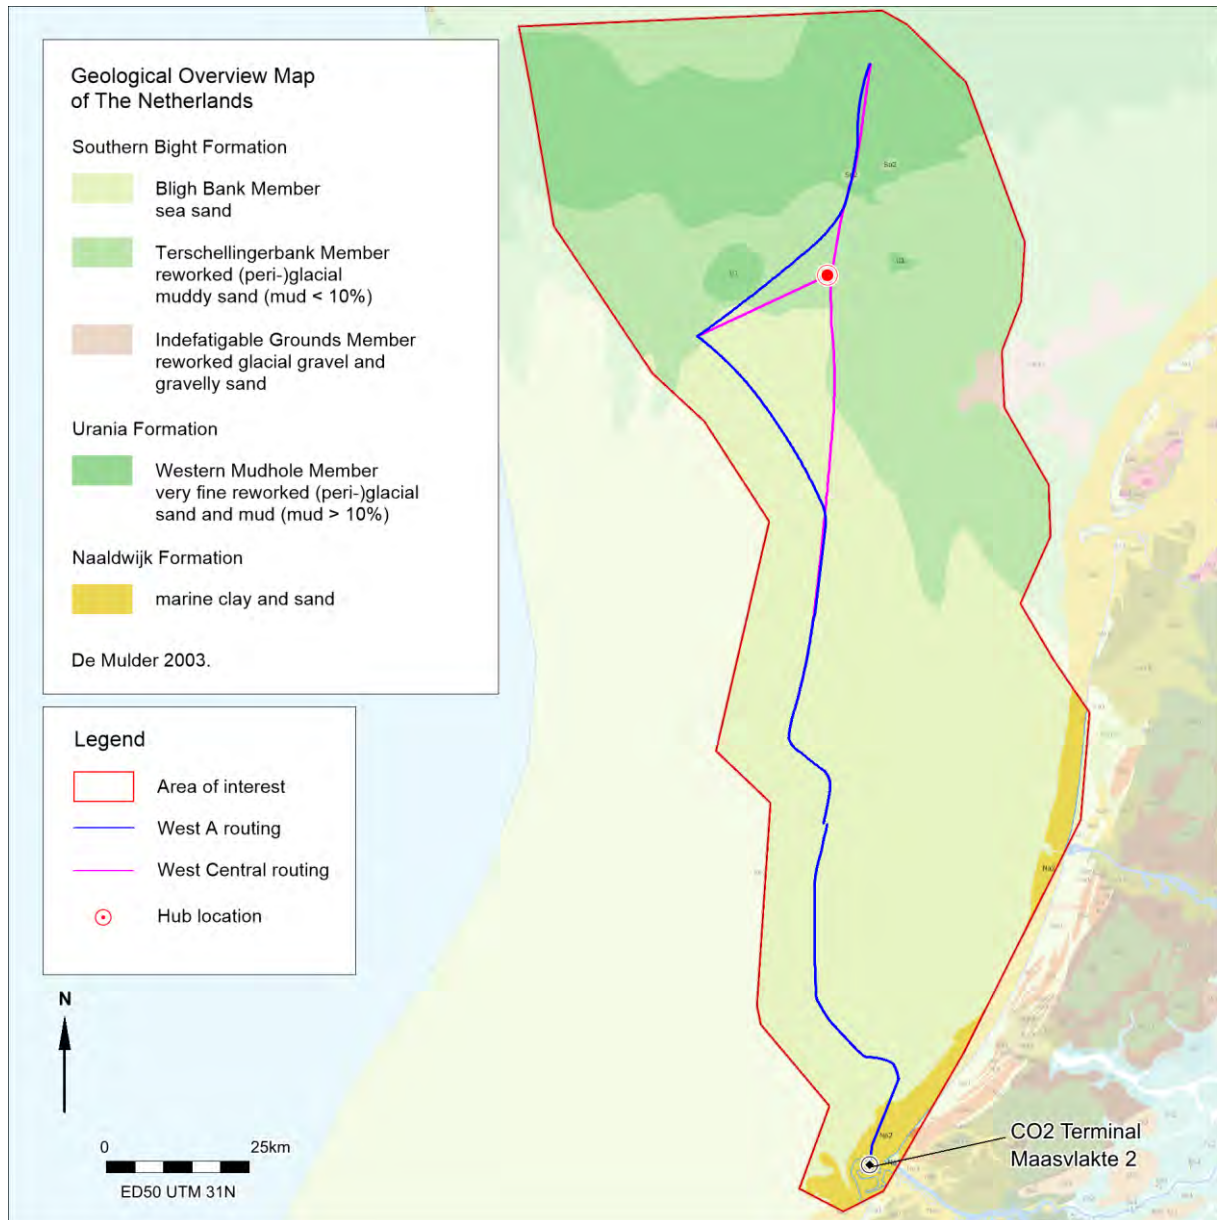 Geological Overview Map
of The Netherlands
Southern Bight Formation
Bligh Bank Member
sea sand
Terschellingerbank Member
reworked (peri-)glacial
muddy sand (mud < 10%)
Indefatigable Grounds Member
reworked glacial gravel and
gravelly sand
Urania Formation
Western Mudhole Member
very fine reworked (peri-)glacial
sand and mud (mud > 10%)
Naaldwijk Formation
marine clay and sand
De Mulder 2003.
Legend
Area of interest
West A routing
West Central routing
Hub location
N
0 25km
ED50 UTM 31N
CO2 Terminal
Maasvlakte 2